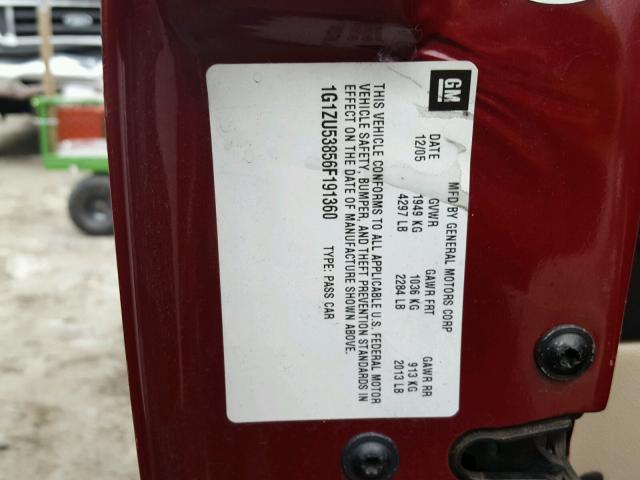 GM
MFD BY GENERAL MOTORS CORP
DATE GVWR GAWR FRT GAWR RR
12/05 1949 KG 1036 KG 913 KG
4297 LB 2284 LB 2013 LB
THIS VEHICLE CONFORMS TO ALL APPLICABLE U.S. FEDERAL MOTOR
VEHICLE SAFETY, BUMPER, AND THEFT PREVENTION STANDARDS IN
EFFECT ON THE DATE OF MANUFACTURE SHOWN ABOVE.
1G1ZU53856F191360 TYPE: PASS CAR